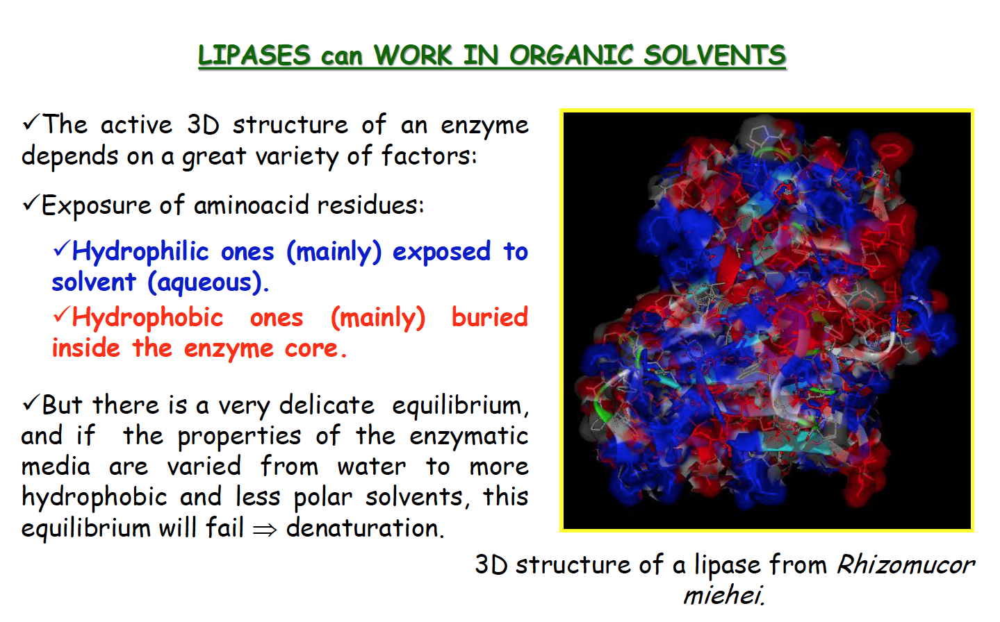 LIPASES can WORK IN ORGANIC SOLVENTS
✓The active 3D structure of an enzyme
depends on a great variety of factors:
✓Exposure of aminoacid residues:
✓Hydrophilic ones (mainly) exposed to
solvent (aqueous).
✓Hydrophobic ones (mainly) buried
inside the enzyme core.
✓But there is a very delicate equilibrium,
and if the properties of the enzymatic
media are varied from water to more
hydrophobic and less polar solvents, this
equilibrium will fail ⇒ denaturation.
3D structure of a lipase from Rhizomucor
miehei.